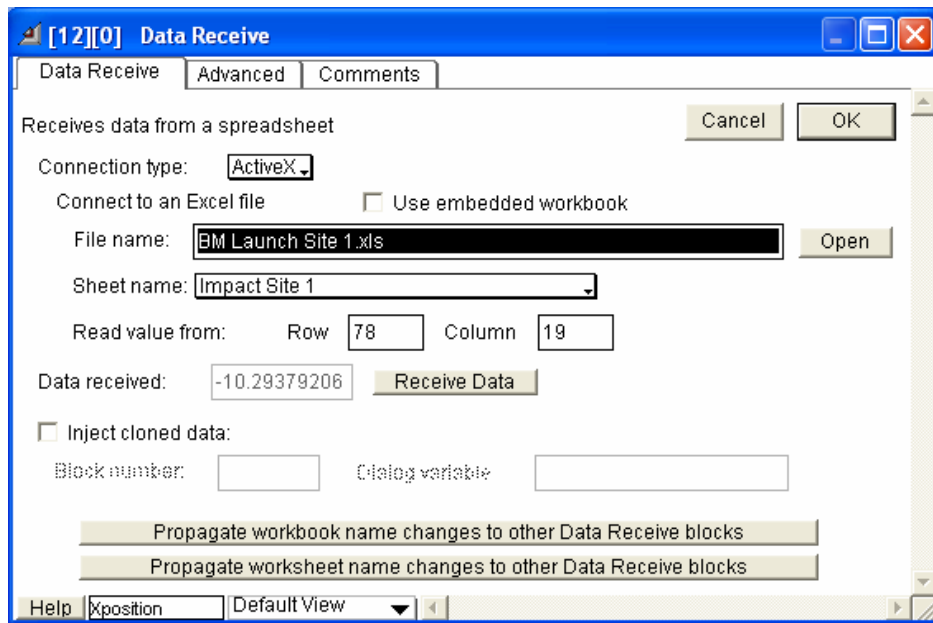 [12][0] Data Receive
Data Receive Advanced Comments
Receives data from a spreadsheet Cancel OK
Connection type: ActiveX
Connect to an Excel file Use embedded workbook
File name: BM Launch Site 1.xls Open
Sheet name: Impact Site 1
Read value from: Row 78 Column 19
Data received: -10.29379206 Receive Data
Inject cloned data:
Block number: Dialog variable
Propagate workbook name changes to other Data Receive blocks
Propagate worksheet name changes to other Data Receive blocks
Help Xposition Default View